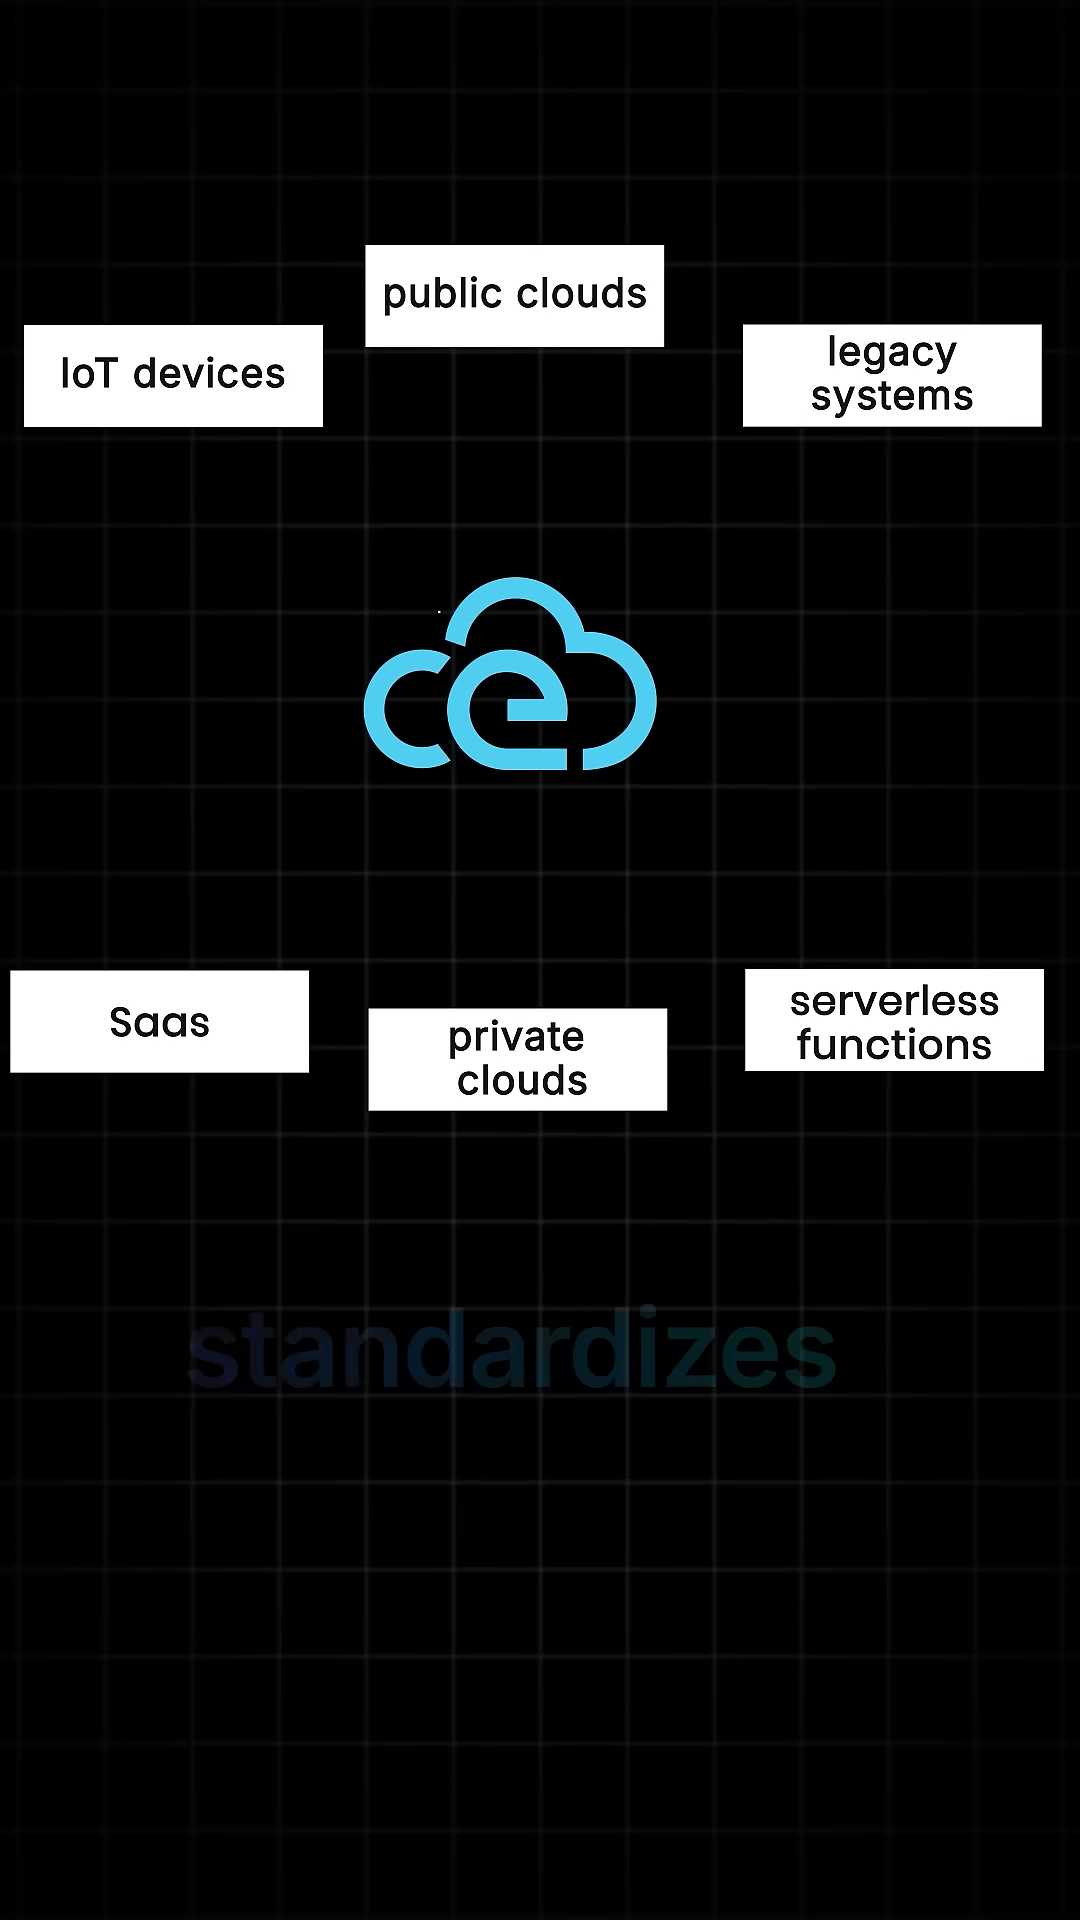 public clouds
IoT devices
legacy
systems
Saas
private
clouds
serverless
functions
standardizes